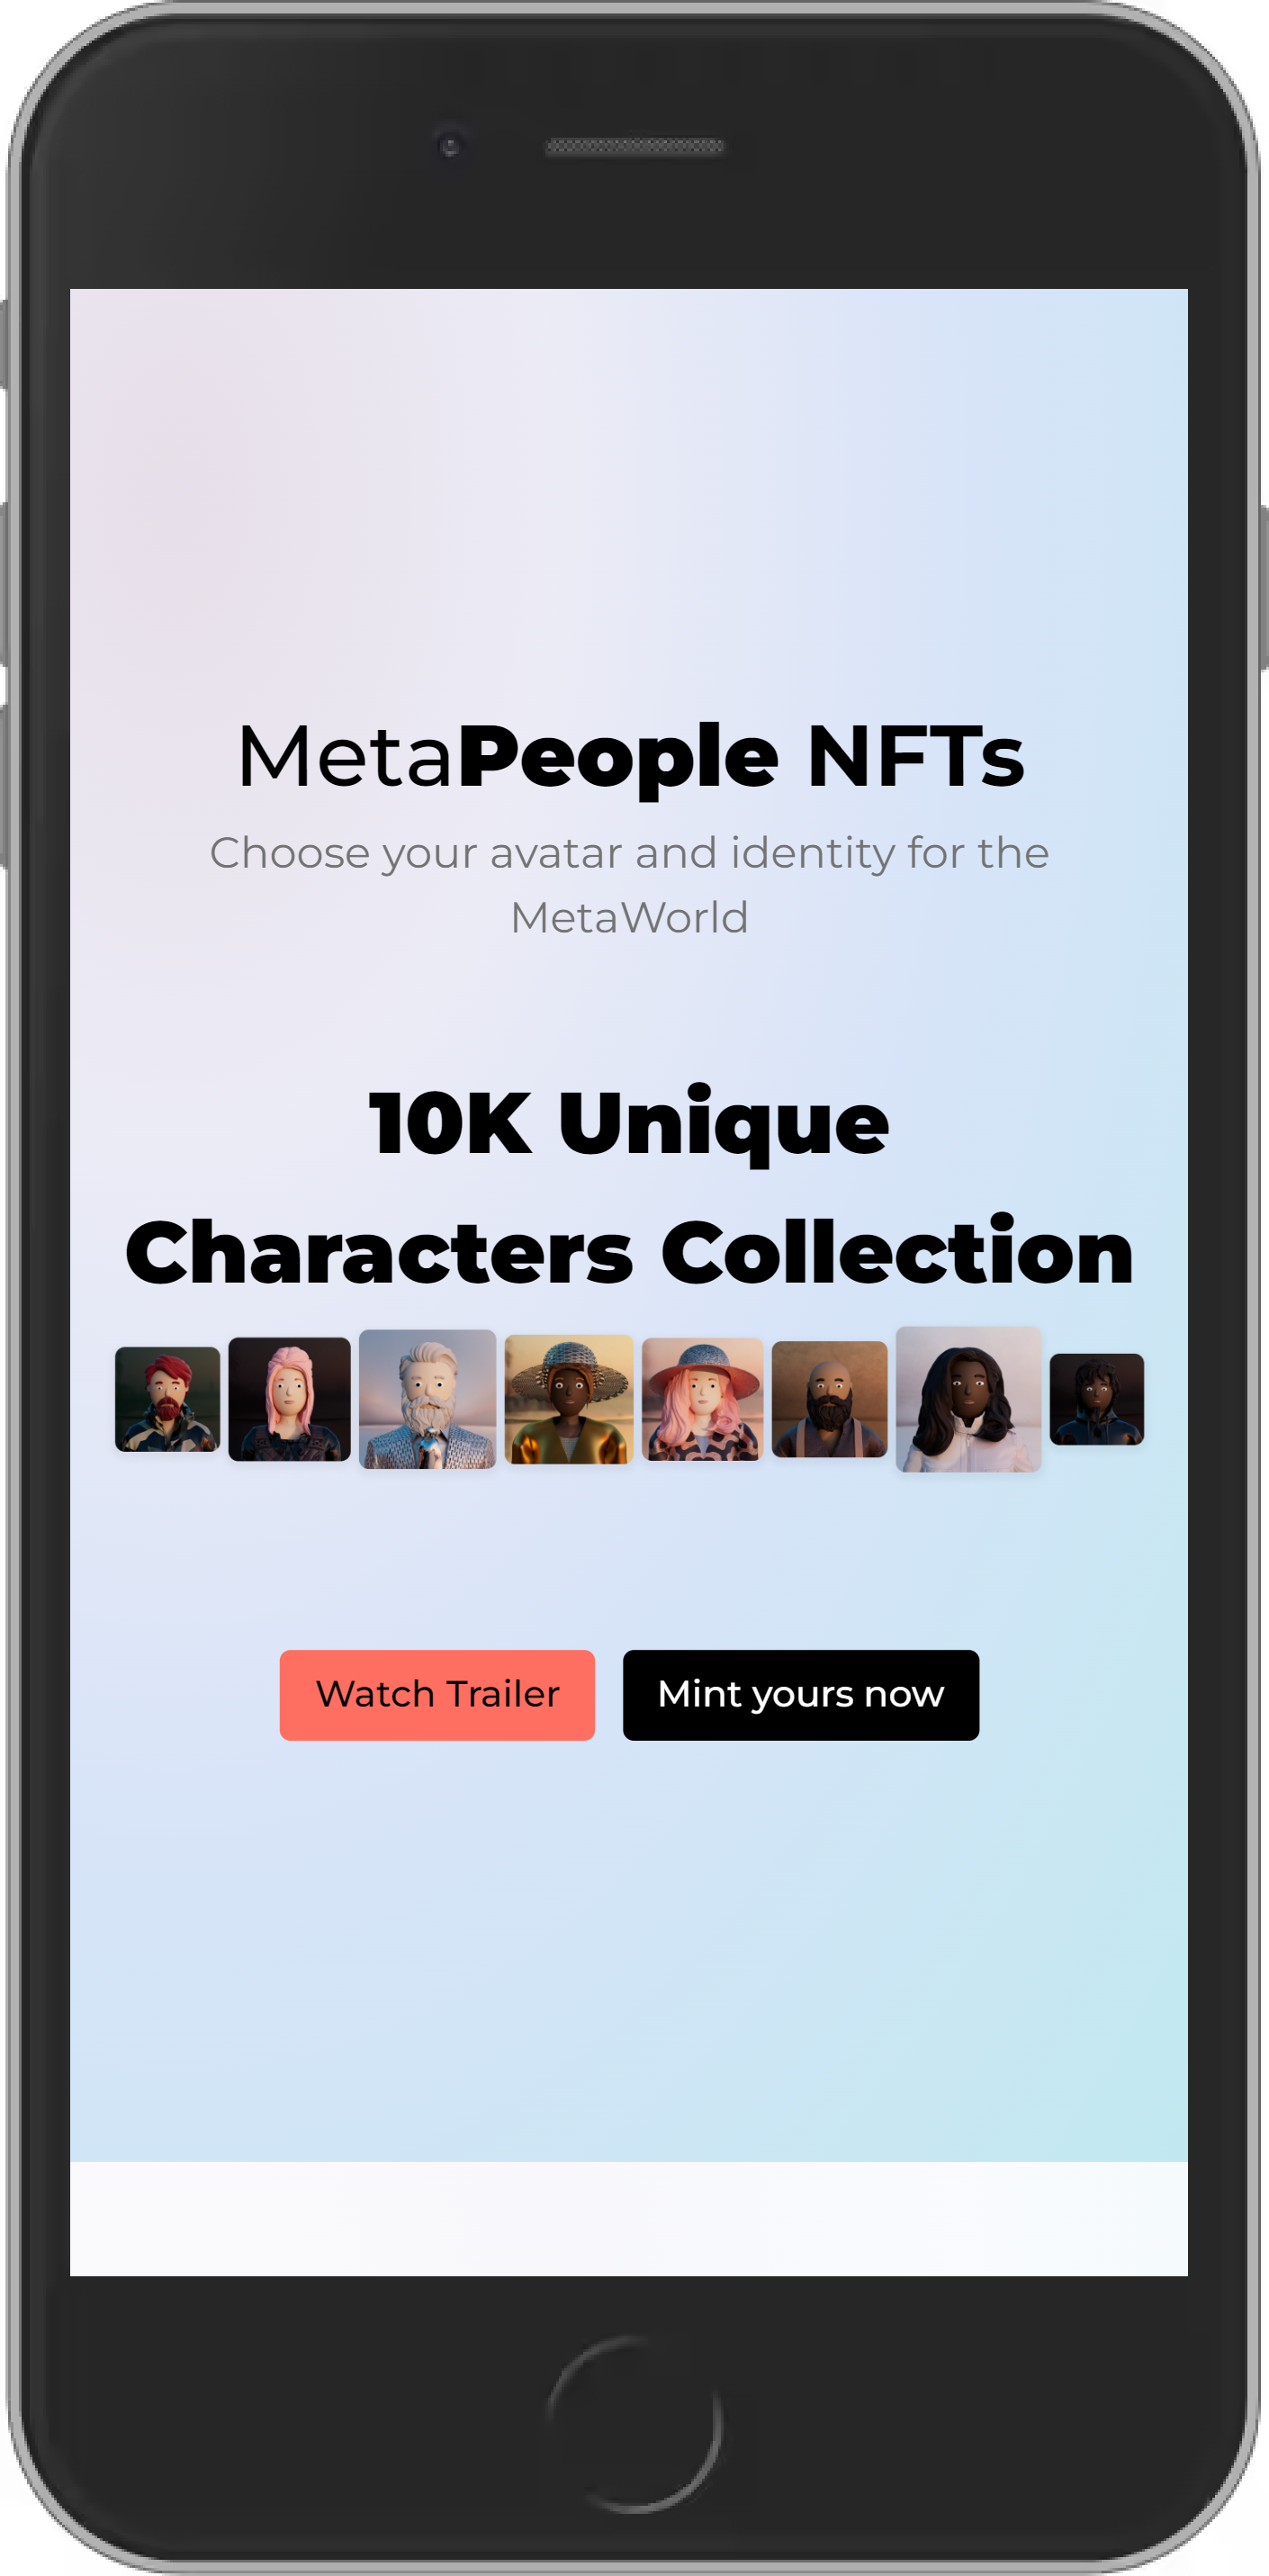 MetaPeople NFTs
Choose your avatar and identity for the
MetaWorld
10K Unique
Characters Collection
Watch Trailer
Mint yours now